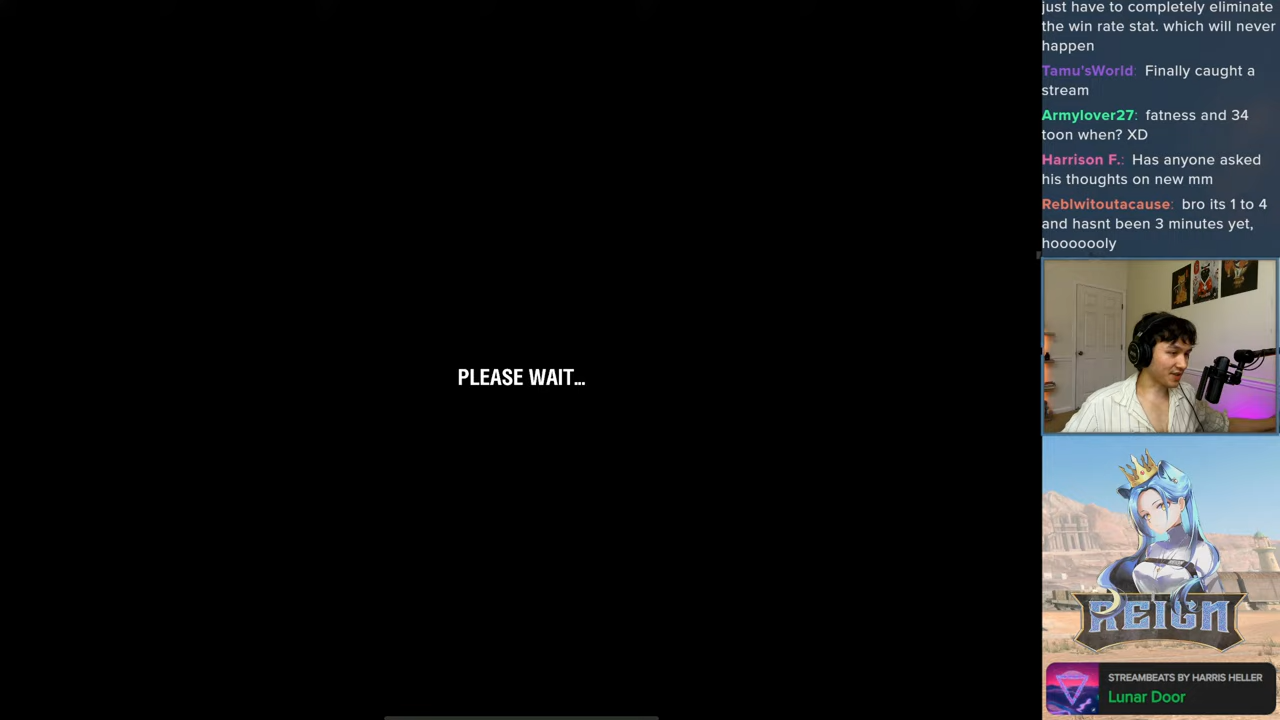 just have to completely eliminate
the win rate stat. which will never
happen
Tamu'sWorld: Finally caught a
stream
Armylover27: fatness and 34
toon when? XD
Harrison F.: Has anyone asked
his thoughts on new mm
Reblwitoutacause: bro its 1 to 4
and hasnt been 3 minutes yet,
hooooooly
PLEASE WAIT...
REIGN
STREAMBEATS BY HARRIS HELLER
Lunar Door